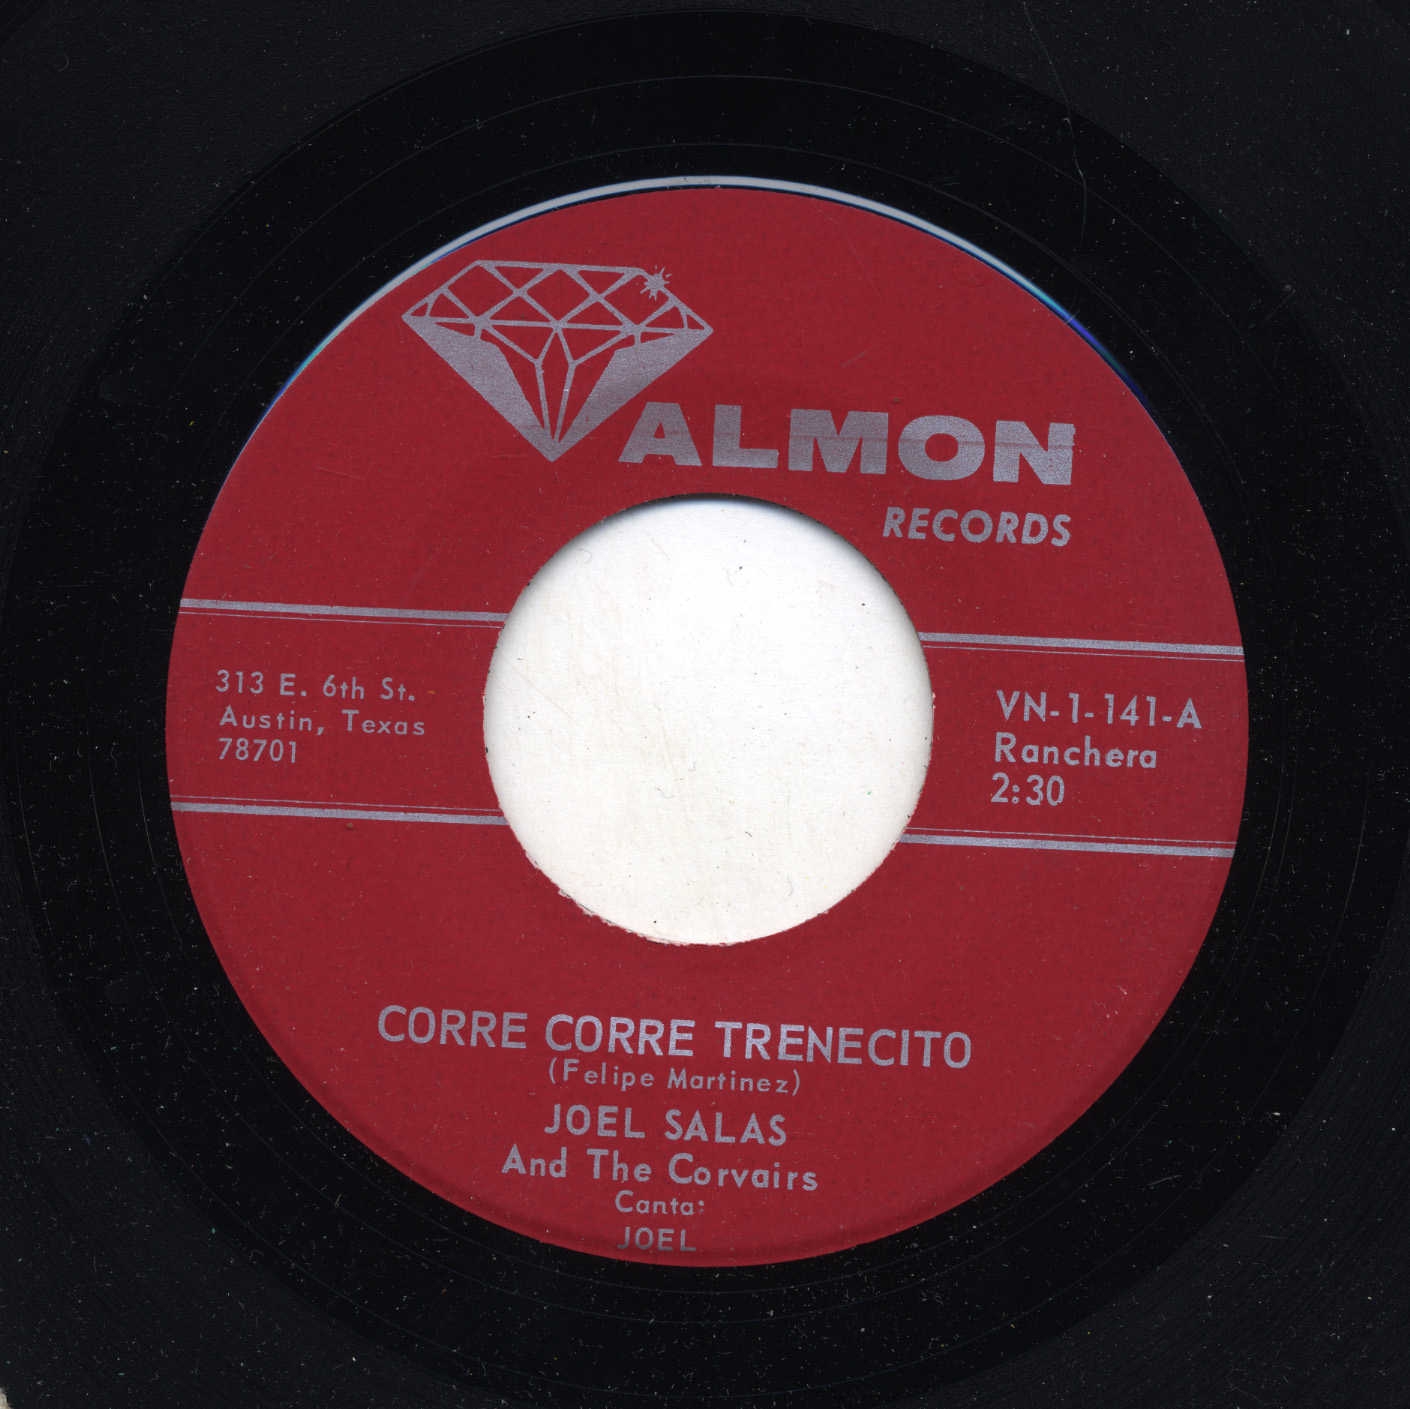 ALMON
RECORDS
313 E. 6th St.
Austin, Texas
78701
VN-1-141-A
Ranchera
2:30
CORRE CORRE TRENECITO
(Felipe Martinez)
JOEL SALAS
And The Corvairs
Canta:
JOEL